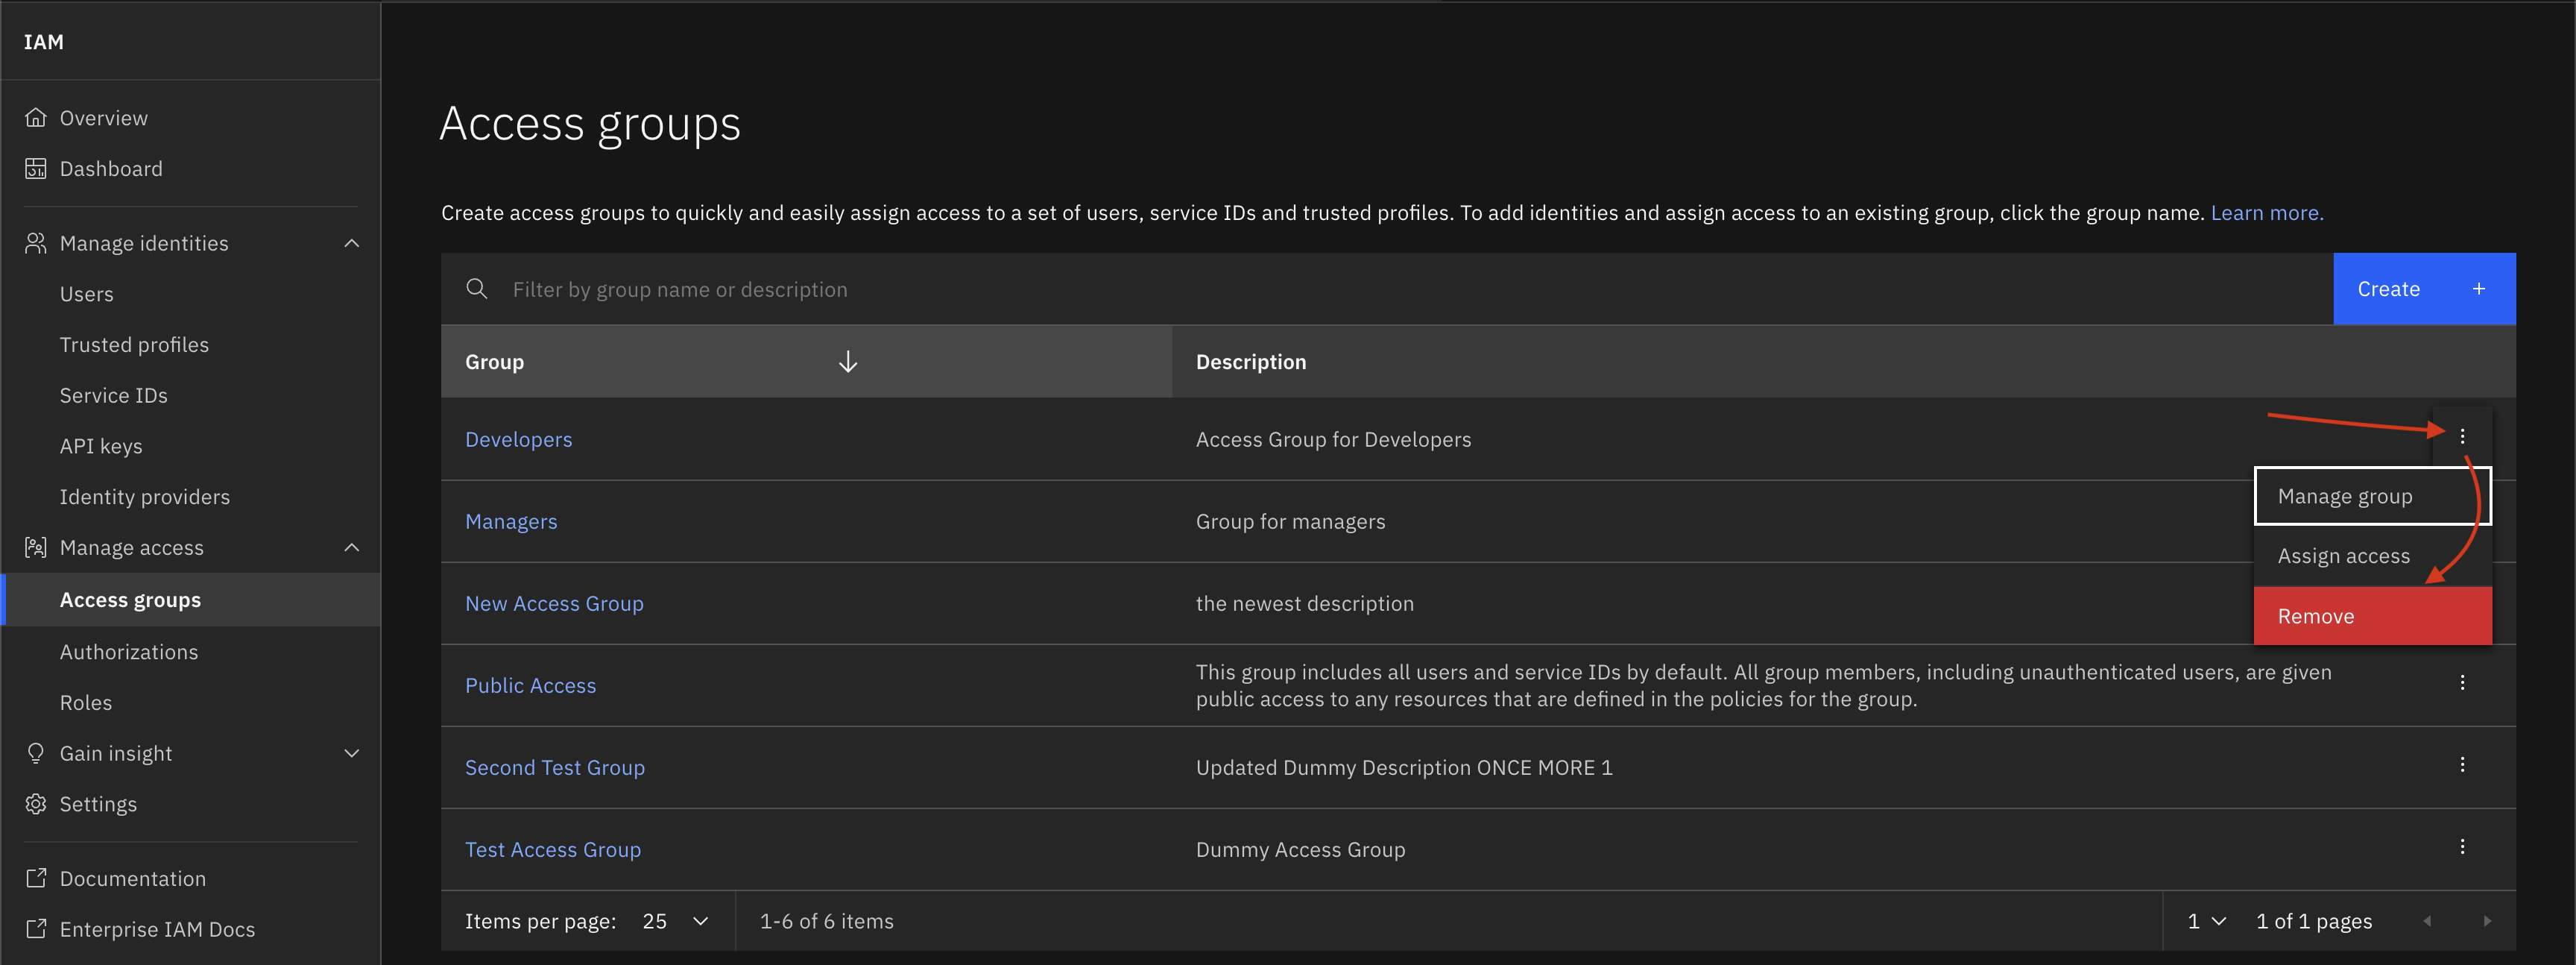 IAM
Overview
Dashboard
Manage identities
Users
Trusted profiles
Service IDs
API keys
Identity providers
Manage access
Access groups
Authorizations
Roles
Gain insight
Settings
Documentation
Enterprise IAM Docs
Access groups
Create access groups to quickly and easily assign access to a set of users, service IDs and trusted profiles. To add identities and assign access to an existing group, click the group name. Learn more.
Filter by group name or description
Create +
Group Description
Developers Access Group for Developers
Manage group
Managers Group for managers
Assign access
New Access Group the newest description
Remove
Public Access
This group includes all users and service IDs by default. All group members, including unauthenticated users, are given
public access to any resources that are defined in the policies for the group.
Second Test Group Updated Dummy Description ONCE MORE 1
Test Access Group Dummy Access Group
Items per page: 25 1-6 of 6 items 1 1 of 1 pages